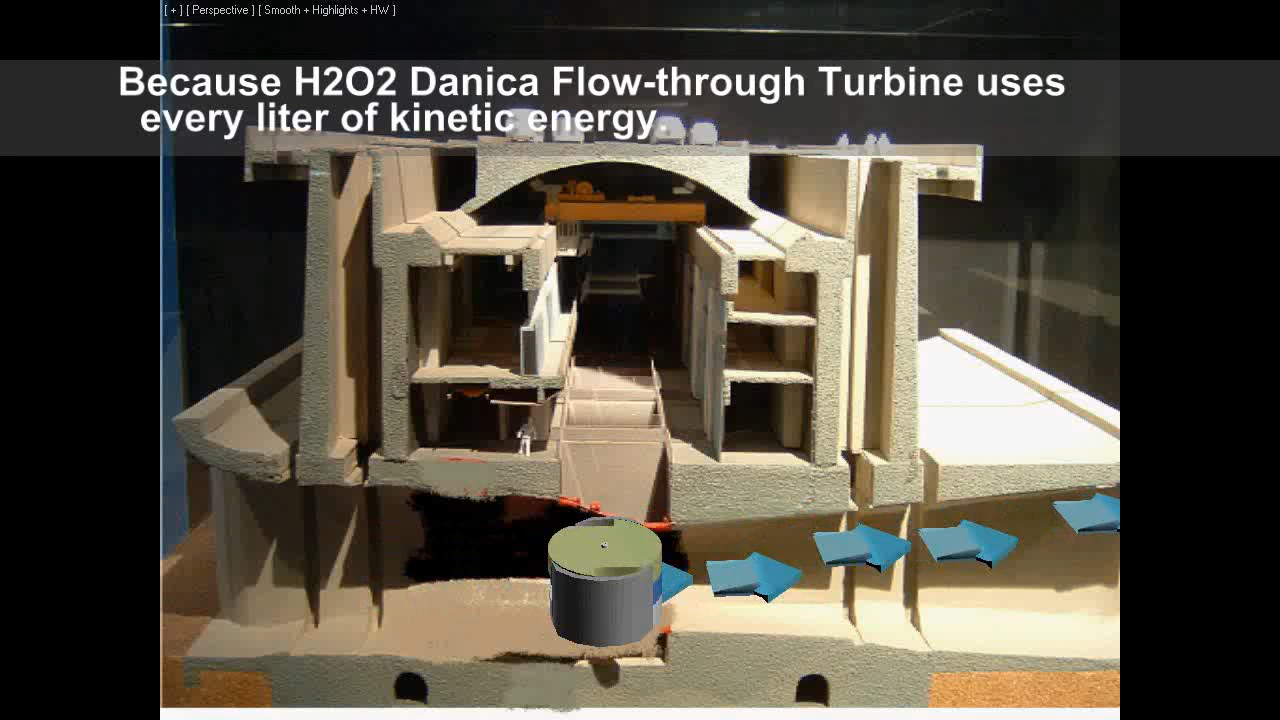 [ + ] [ Perspective ] [ Smooth + Highlights + HW ]
Because H2O2 Danica Flow-through Turbine uses
every liter of kinetic energy.